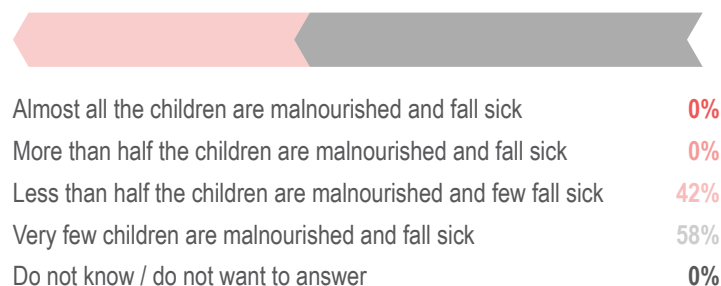 Almost all the children are malnourished and fall sick 0%
More than half the children are malnourished and fall sick 0%
Less than half the children are malnourished and few fall sick 42%
Very few children are malnourished and fall sick 58%
Do not know / do not want to answer 0%